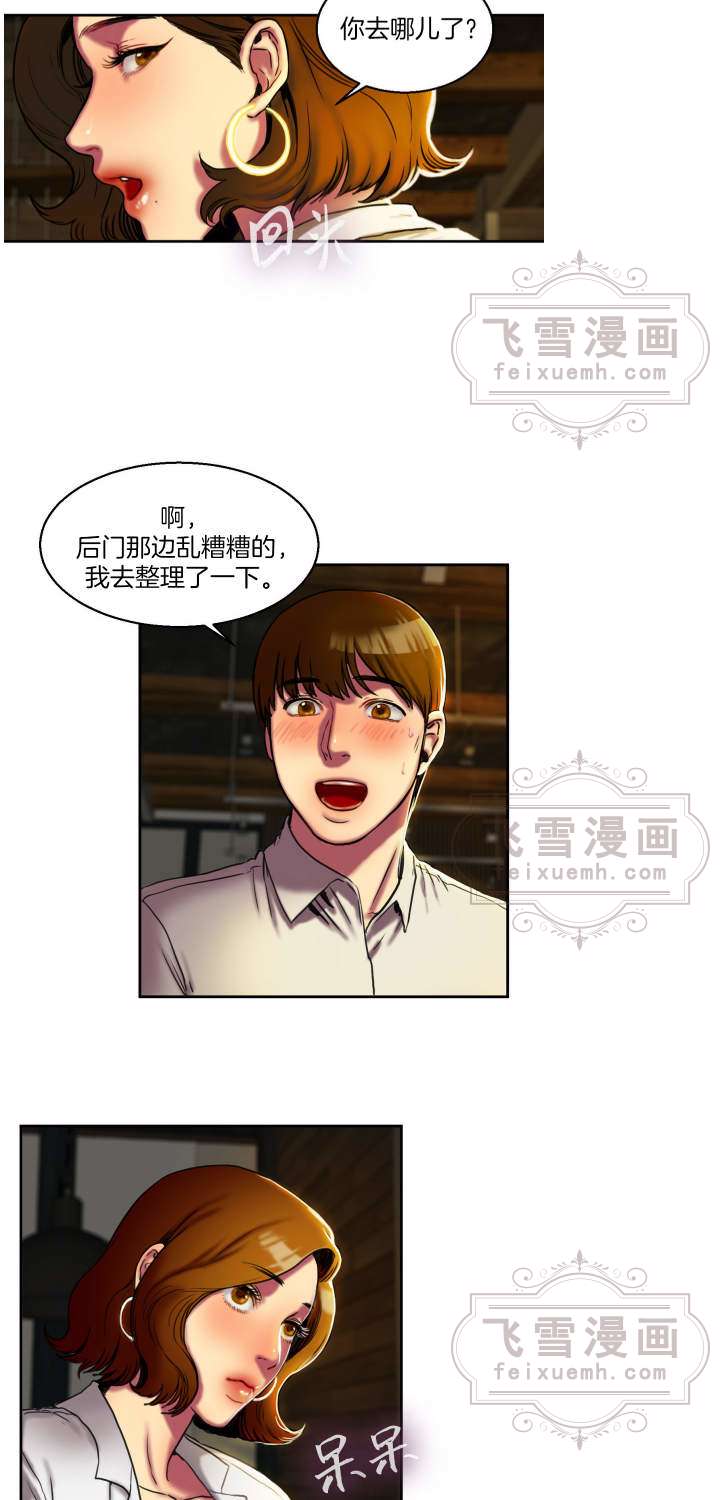 你去哪儿了?
回头
飞雪漫画
feixuemh.com
啊,
后门那边乱糟糟的,
我去整理了一下。
飞雪漫画
feixuemh.com
飞雪漫画
feixuemh.com
呆呆